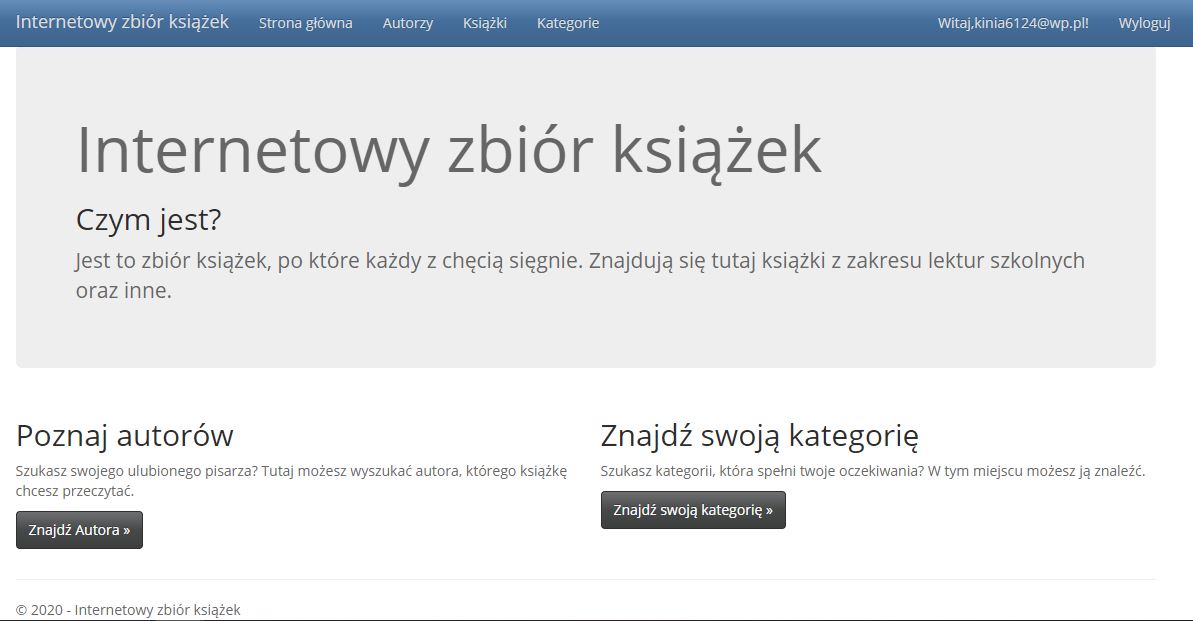 Internetowy zbiór książek Strona główna Autorzy Książki Kategorie Witaj,kinia6124@wp.pl! Wyloguj
Internetowy zbiór książek
Czym jest?
Jest to zbiór książek, po które każdy z chęcią sięgnie. Znajdują się tutaj książki z zakresu lektur szkolnych
oraz inne.
Poznaj autorów
Szukasz swojego ulubionego pisarza? Tutaj możesz wyszukać autora, którego książkę
chcesz przeczytać.
Znajdź Autora »
Znajdź swoją kategorię
Szukasz kategorii, która spełni twoje oczekiwania? W tym miejscu możesz ją znaleźć.
Znajdź swoją kategorię »
© 2020 - Internetowy zbiór książek